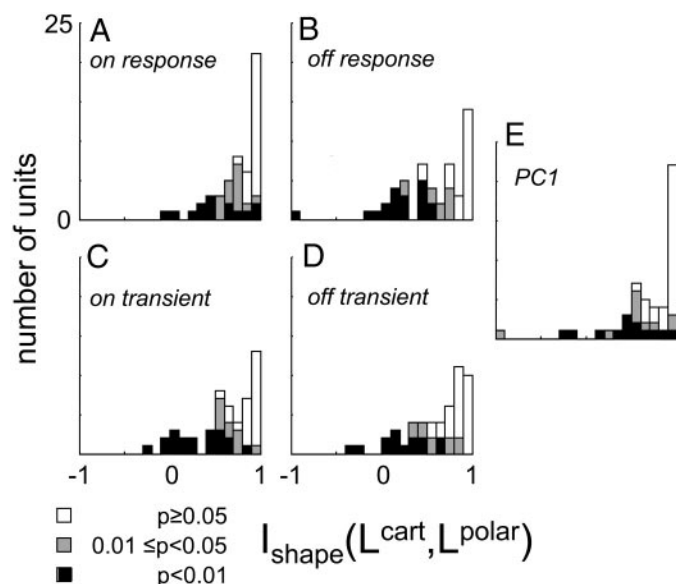 25
A
on response
B
off response
E
PC1
number of units
0
C
on transient
D
off transient
-1 0 1 -1 0 1
p≥0.05
0.01 ≤p<0.05
p<0.01
I_shape(L^cart,L^polar)